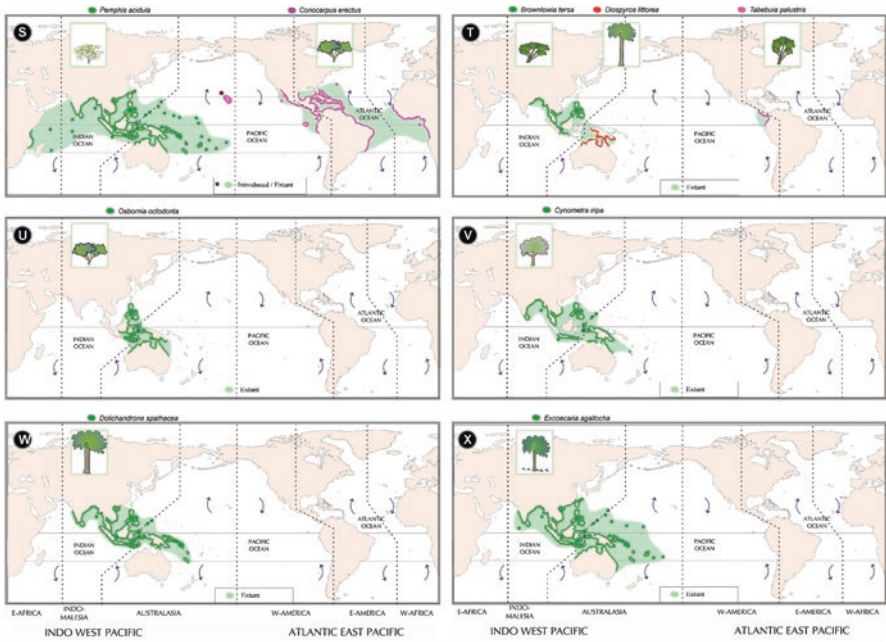 Pemphis acidula Conocarpus erectus
S
INDIAN OCEAN
PACIFIC OCEAN
ATLANTIC OCEAN
* Introduced / Extant
Brownlowia tersa Diospyros littorea Tabebuia palustris
T
INDIAN OCEAN
PACIFIC OCEAN
ATLANTIC OCEAN
Extant
Osbornia octodonta
U
INDIAN OCEAN
PACIFIC OCEAN
ATLANTIC OCEAN
Extant
Cynometra iripa
V
INDIAN OCEAN
PACIFIC OCEAN
ATLANTIC OCEAN
Extant
Dolichandrone spathacea
W
INDIAN OCEAN
PACIFIC OCEAN
ATLANTIC OCEAN
Extant
Excoecaria agallocha
X
INDIAN OCEAN
PACIFIC OCEAN
ATLANTIC OCEAN
Extant
E-AFRICA INDO-MALESIA AUSTRALASIA W-AMERICA E-AMERICA W-AFRICA
INDO WEST PACIFIC ATLANTIC EAST PACIFIC
E-AFRICA INDO-MALESIA AUSTRALASIA W-AMERICA E-AMERICA W-AFRICA
INDO WEST PACIFIC ATLANTIC EAST PACIFIC